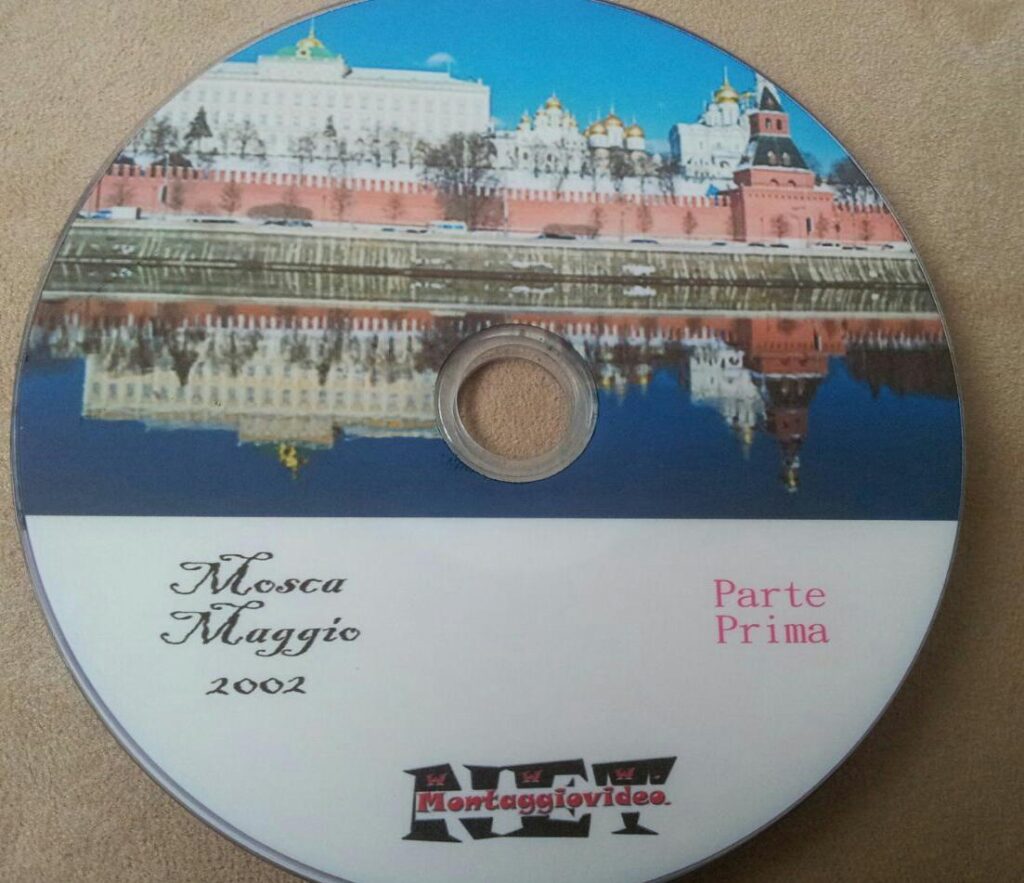 Mosca
Maggio
2002
Parte
Prima
W W W
Montaggiovideo.
NET